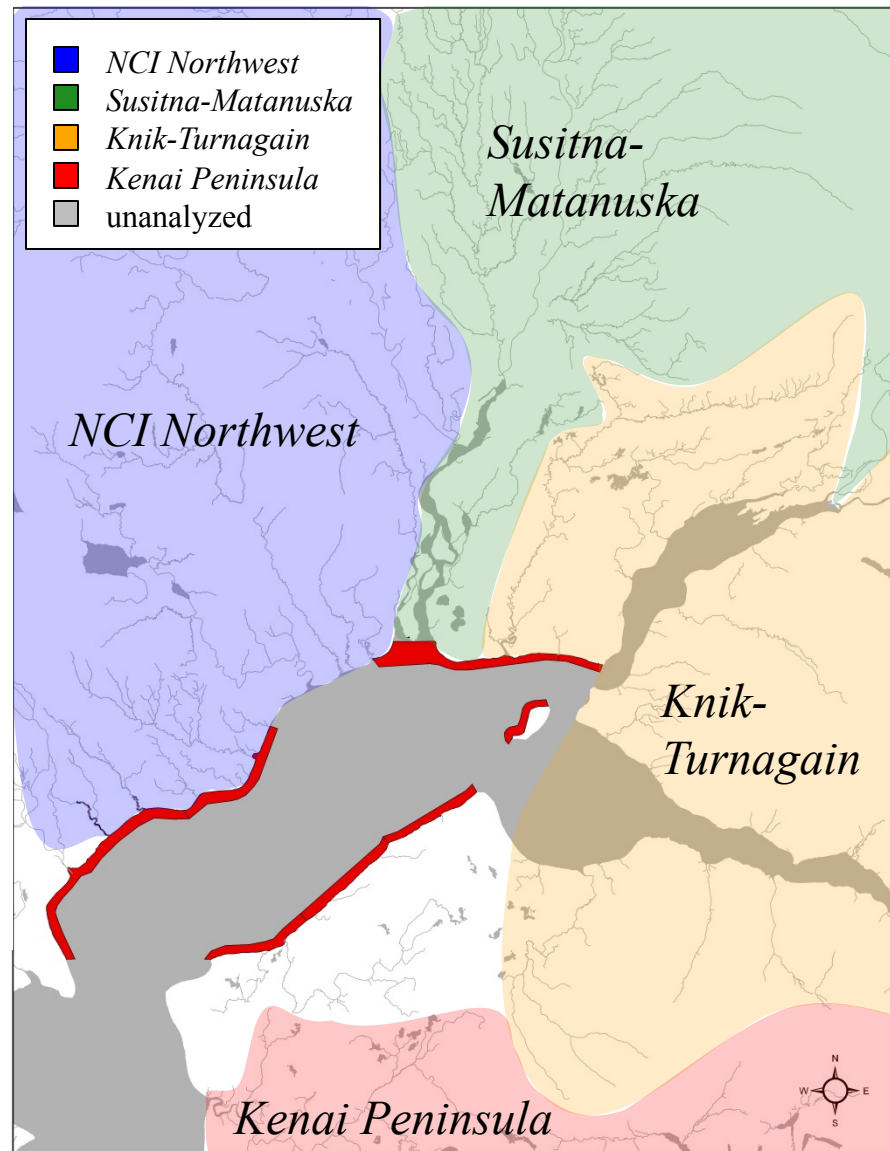 NCI Northwest
Susitna-Matanuska
Knik-Turnagain
Kenai Peninsula
unanalyzed
Susitna-
Matanuska
NCI Northwest
Knik-
Turnagain
Kenai Peninsula
N
W E
S